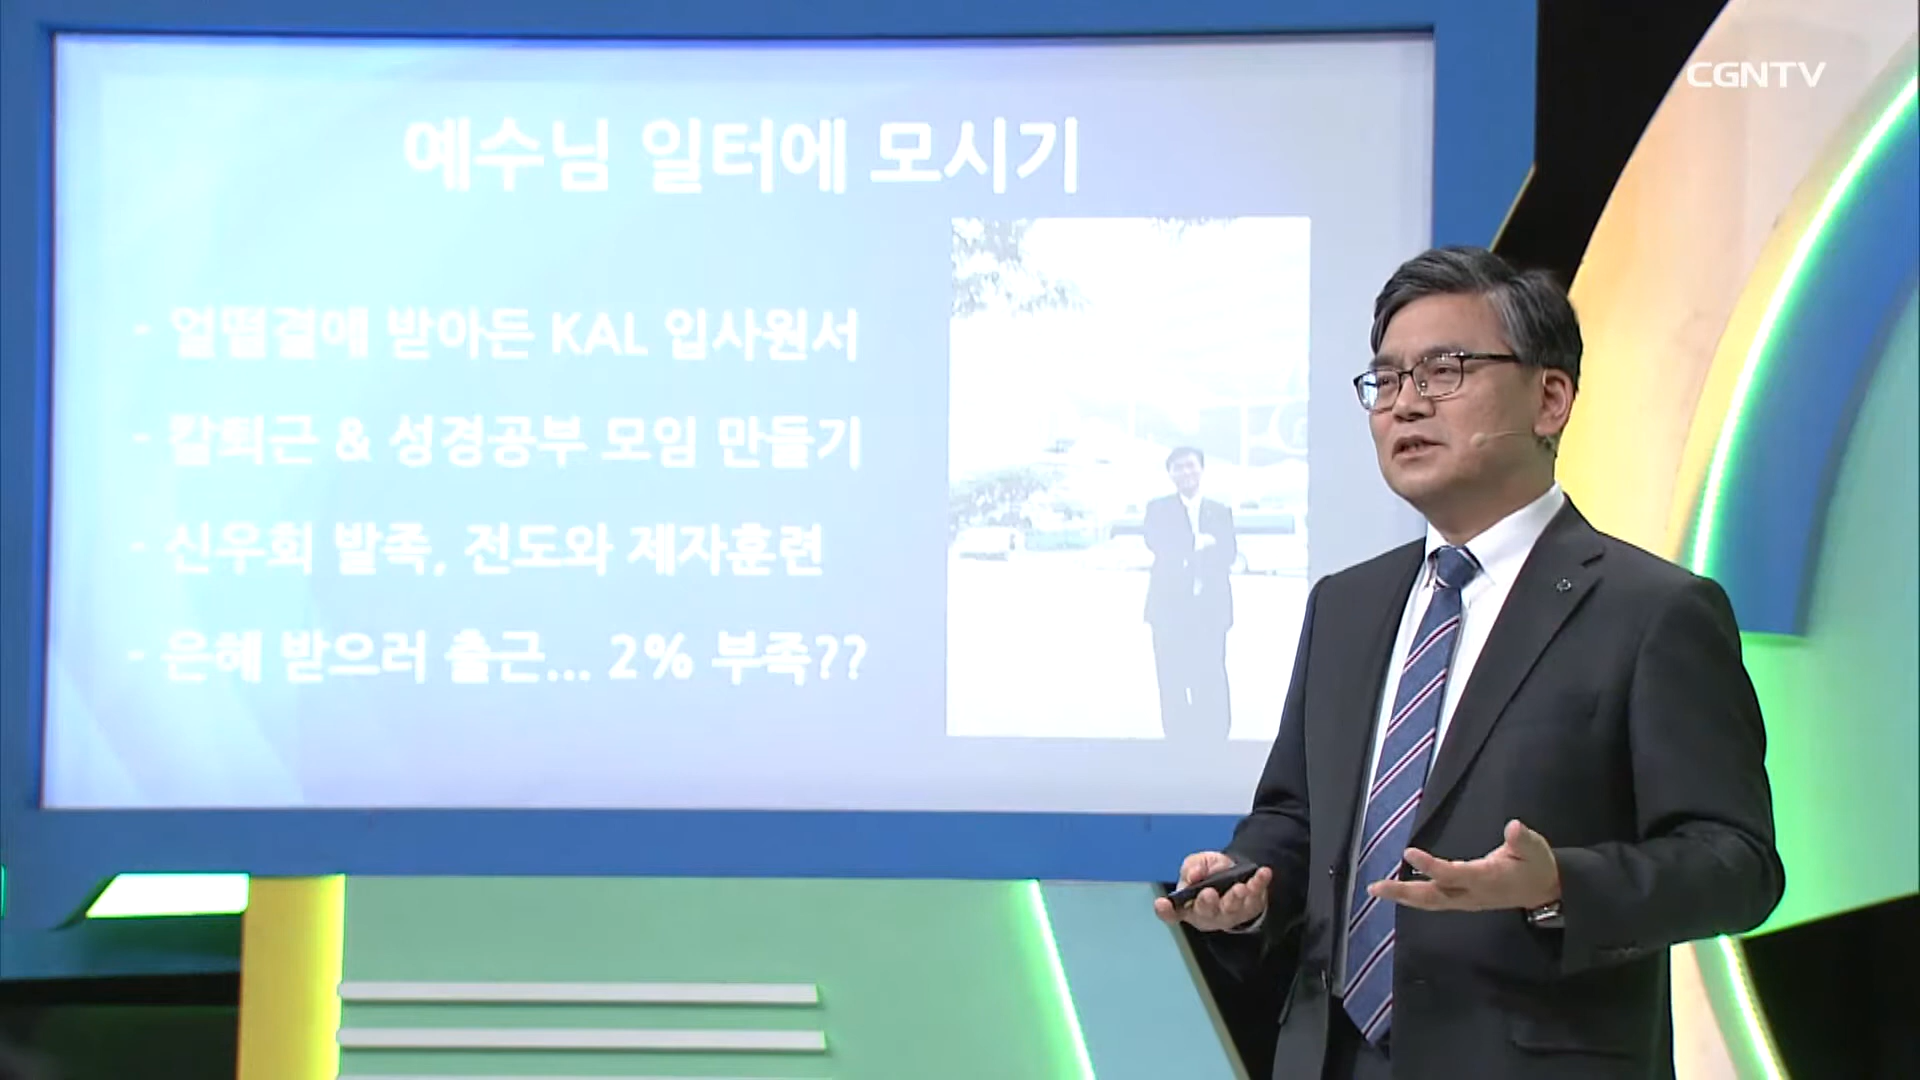 CGNTV
예수님 일터에 모시기
- 얼떨결에 받아든 KAL 입사원서
- 칼퇴근 & 성경공부 모임 만들기
- 신우회 발족, 전도와 제자훈련
- 은혜 받으러 출근... 2% 부족??